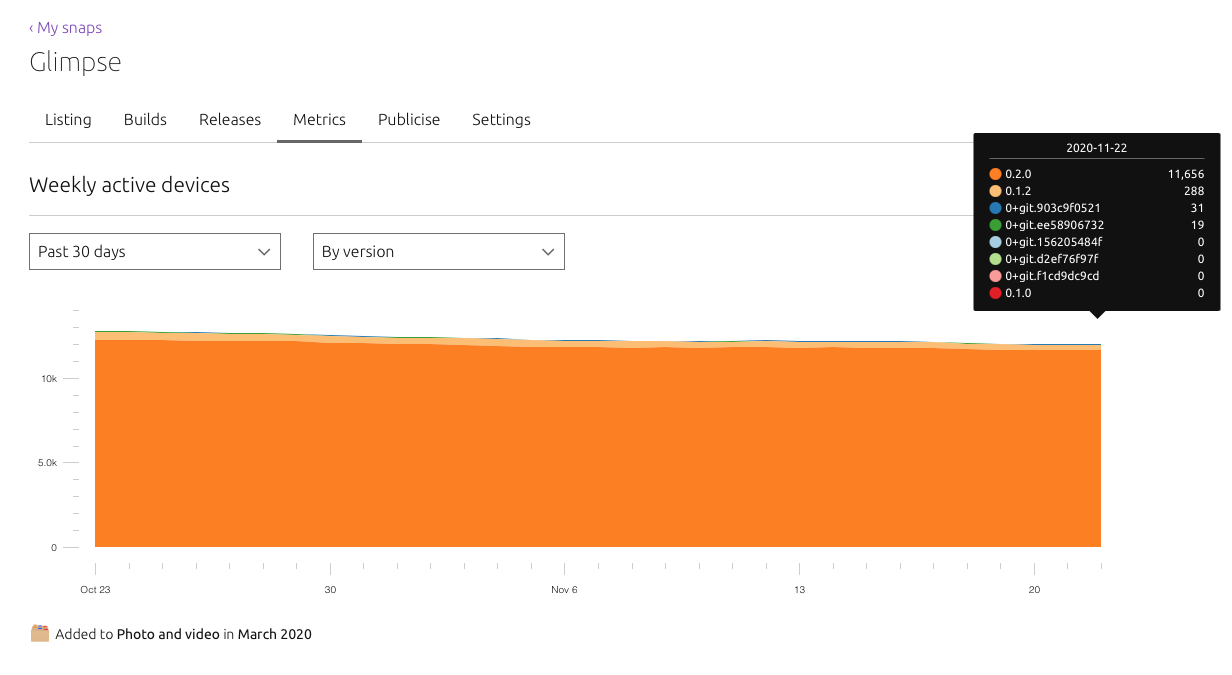 ‹ My snaps
Glimpse
Listing Builds Releases Metrics Publicise Settings
Weekly active devices
Past 30 days By version
2020-11-22
0.2.0 11,656
0.1.2 288
0+git.903c9f0521 31
0+git.ee58906732 19
0+git.156205484f 0
0+git.d2ef76f97f 0
0+git.f1cd9dc9cd 0
0.1.0 0
10k
5.0k
0
Oct 23 30 Nov 6 13 20
Added to Photo and video in March 2020